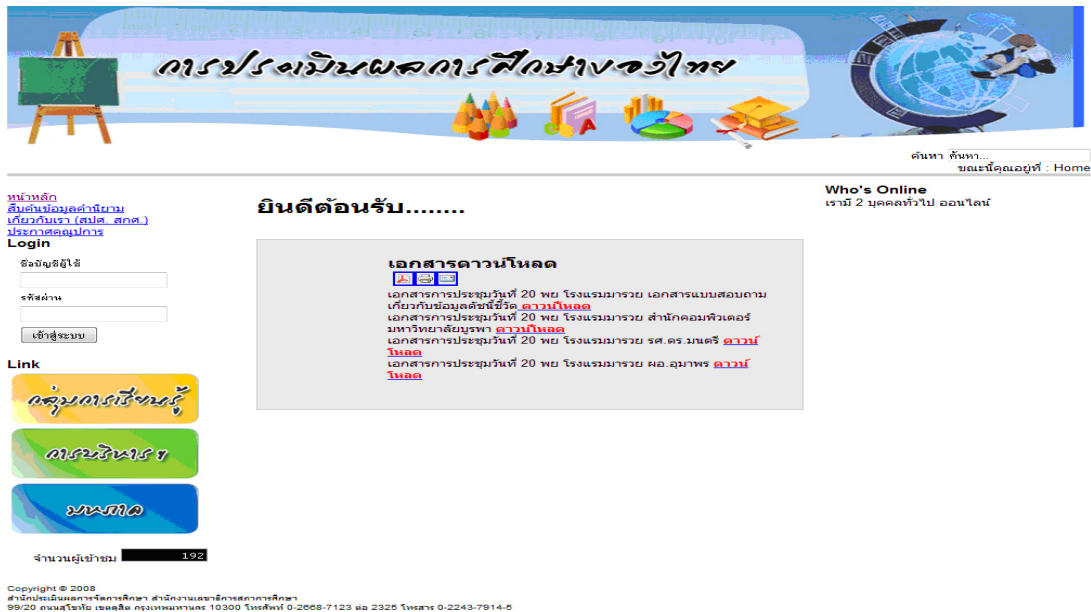 การประเมินผลการศึกษาของไทย
ค้นหา ค้นหา...
ขณะนี้คุณอยู่ที่ : Home
หน้าหลัก
สืบค้นข้อมูลคำนิยาม
เกี่ยวกับเรา (สปศ. สกศ.)
ประกาศคุณูปการ
Login
ชื่อบัญชีผู้ใช้
รหัสผ่าน
เข้าสู่ระบบ
Link
กลุ่มการเรียนรู้
การบริหาร ฯ
มหภาค
จำนวนผู้เข้าชม 192
ยินดีต้อนรับ........
เอกสารดาวน์โหลด
เอกสารการประชุมวันที่ 20 พย โรงแรมมารวย เอกสารแบบสอบถาม
เกี่ยวกับข้อมูลดัชนีชี้วัด ดาวน์โหลด
เอกสารการประชุมวันที่ 20 พย โรงแรมมารวย สำนักคอมพิวเตอร์
มหาวิทยาลัยบูรพา ดาวน์โหลด
เอกสารการประชุมวันที่ 20 พย โรงแรมมารวย รศ.ดร.มนตรี ดาวน์
โหลด
เอกสารการประชุมวันที่ 20 พย โรงแรมมารวย ผอ.อุมาพร ดาวน์
โหลด
Who's Online
เรามี 2 บุคคลทั่วไป ออนไลน์
Copyright © 2008
สำนักประเมินผลการจัดการศึกษา สำนักงานเลขาธิการสภาการศึกษา
99/20 ถนนสุโขทัย เขตดุสิต กรุงเทพมหานคร 10300 โทรศัพท์ 0-2668-7123 ต่อ 2325 โทรสาร 0-2243-7914-5